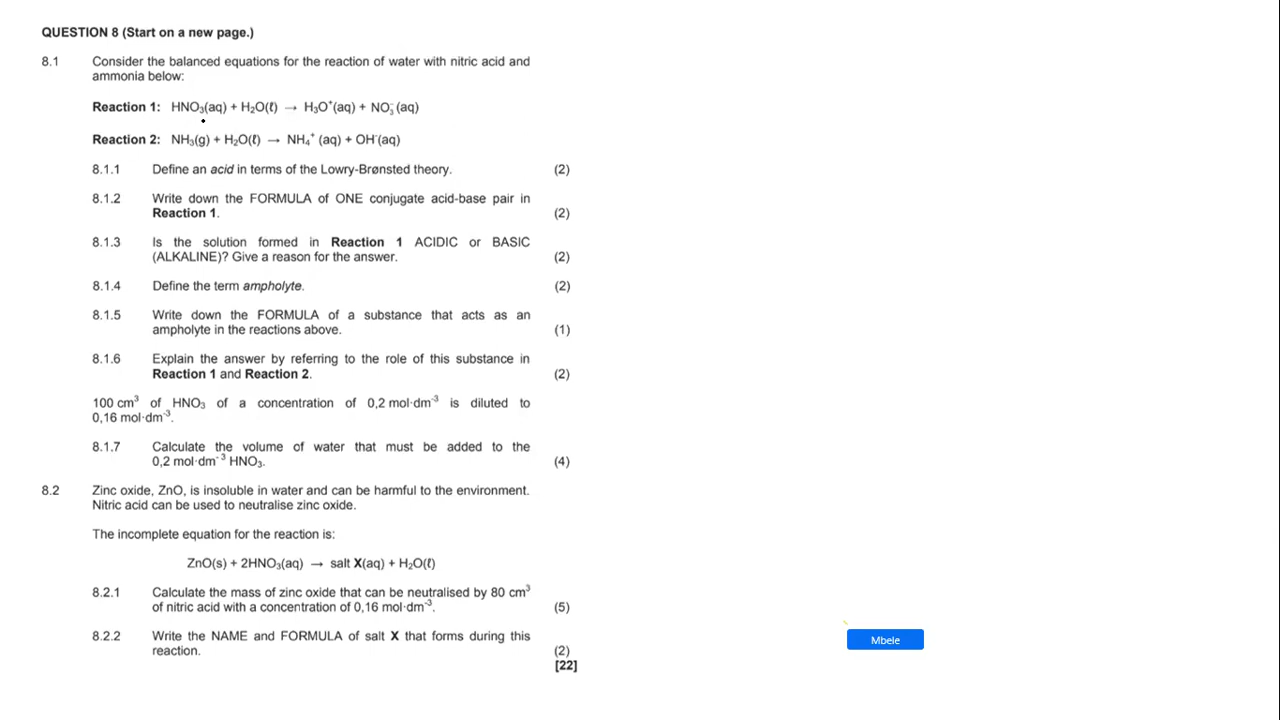 QUESTION 8 (Start on a new page.)
8.1 Consider the balanced equations for the reaction of water with nitric acid and
ammonia below:
Reaction 1: HNO₃(aq) + H₂O(ℓ) → H₃O⁺(aq) + NO₃⁻(aq)
Reaction 2: NH₃(g) + H₂O(ℓ) → NH₄⁺ (aq) + OH⁻(aq)
8.1.1 Define an acid in terms of the Lowry-Brønsted theory. (2)
8.1.2 Write down the FORMULA of ONE conjugate acid-base pair in
Reaction 1. (2)
8.1.3 Is the solution formed in Reaction 1 ACIDIC or BASIC
(ALKALINE)? Give a reason for the answer. (2)
8.1.4 Define the term ampholyte. (2)
8.1.5 Write down the FORMULA of a substance that acts as an
ampholyte in the reactions above. (1)
8.1.6 Explain the answer by referring to the role of this substance in
Reaction 1 and Reaction 2. (2)
100 cm³ of HNO₃ of a concentration of 0,2 mol·dm⁻³ is diluted to
0,16 mol·dm⁻³.
8.1.7 Calculate the volume of water that must be added to the
0,2 mol·dm⁻³ HNO₃. (4)
8.2 Zinc oxide, ZnO, is insoluble in water and can be harmful to the environment.
Nitric acid can be used to neutralise zinc oxide.
The incomplete equation for the reaction is:
ZnO(s) + 2HNO₃(aq) → salt X(aq) + H₂O(ℓ)
8.2.1 Calculate the mass of zinc oxide that can be neutralised by 80 cm³
of nitric acid with a concentration of 0,16 mol·dm⁻³. (5)
8.2.2 Write the NAME and FORMULA of salt X that forms during this
reaction. (2)
[22]
Mbele